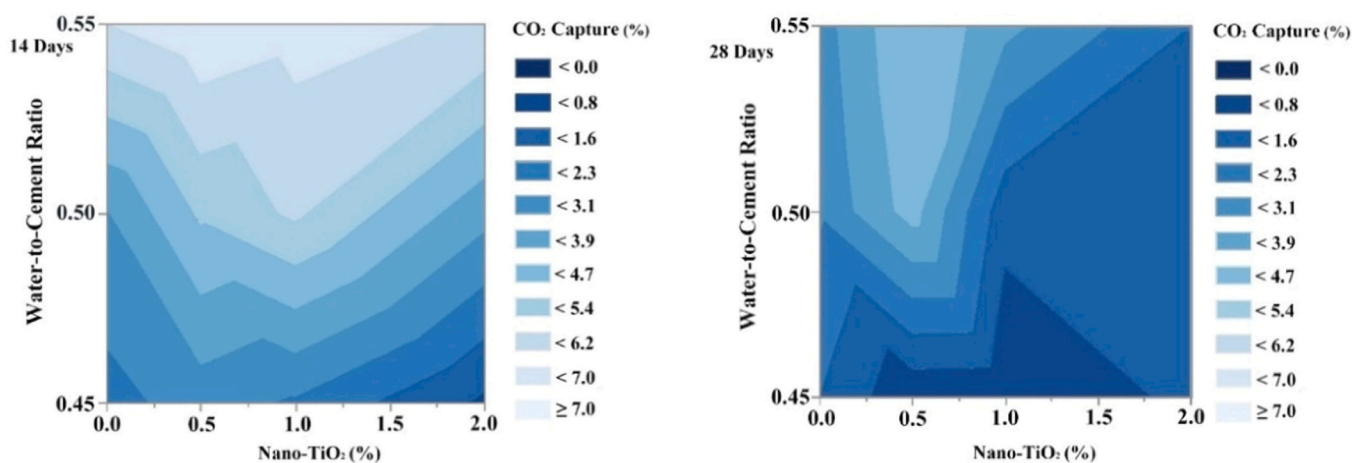 14 Days
0.55
0.50
0.45
Water-to-Cement Ratio
0.0 0.5 1.0 1.5 2.0
Nano-TiO₂ (%)
CO₂ Capture (%)
< 0.0
< 0.8
< 1.6
< 2.3
< 3.1
< 3.9
< 4.7
< 5.4
< 6.2
< 7.0
≥ 7.0
28 Days
0.55
0.50
0.45
Water-to-Cement Ratio
0.0 0.5 1.0 1.5 2.0
Nano-TiO₂ (%)
CO₂ Capture (%)
< 0.0
< 0.8
< 1.6
< 2.3
< 3.1
< 3.9
< 4.7
< 5.4
< 6.2
< 7.0
≥ 7.0